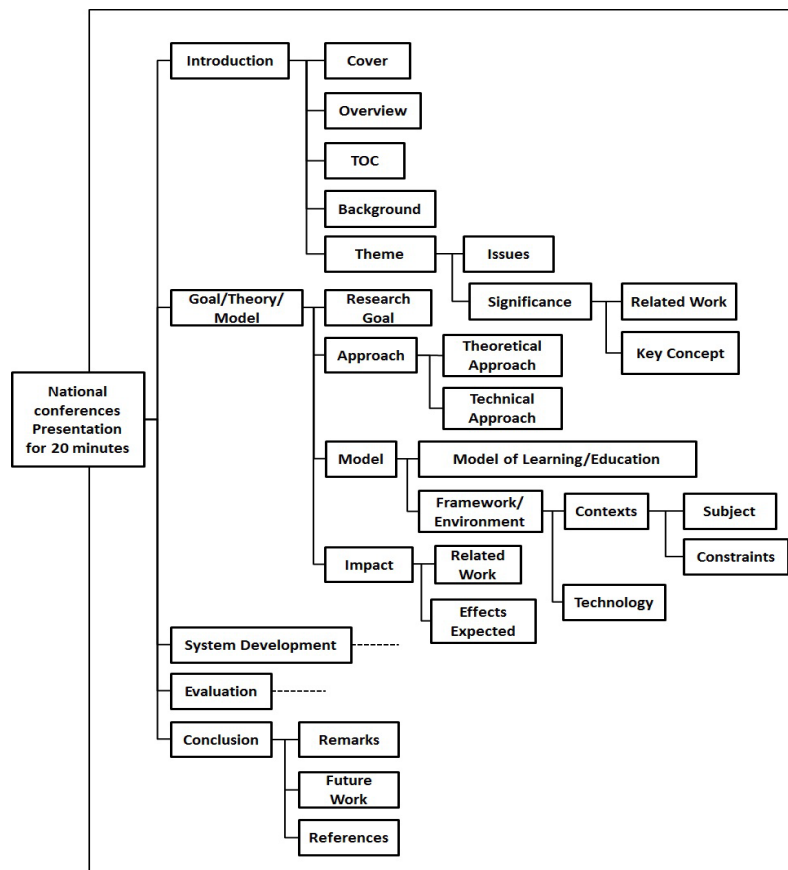 Introduction
Cover
Overview
TOC
Background
Theme
Issues
Significance
Related Work
Key Concept
Goal/Theory/
Model
Research
Goal
Approach
Theoretical
Approach
Technical
Approach
National
conferences
Presentation
for 20 minutes
Model
Model of Learning/Education
Framework/
Environment
Contexts
Subject
Constraints
Technology
Impact
Related
Work
Effects
Expected
System Development
Evaluation
Conclusion
Remarks
Future
Work
References